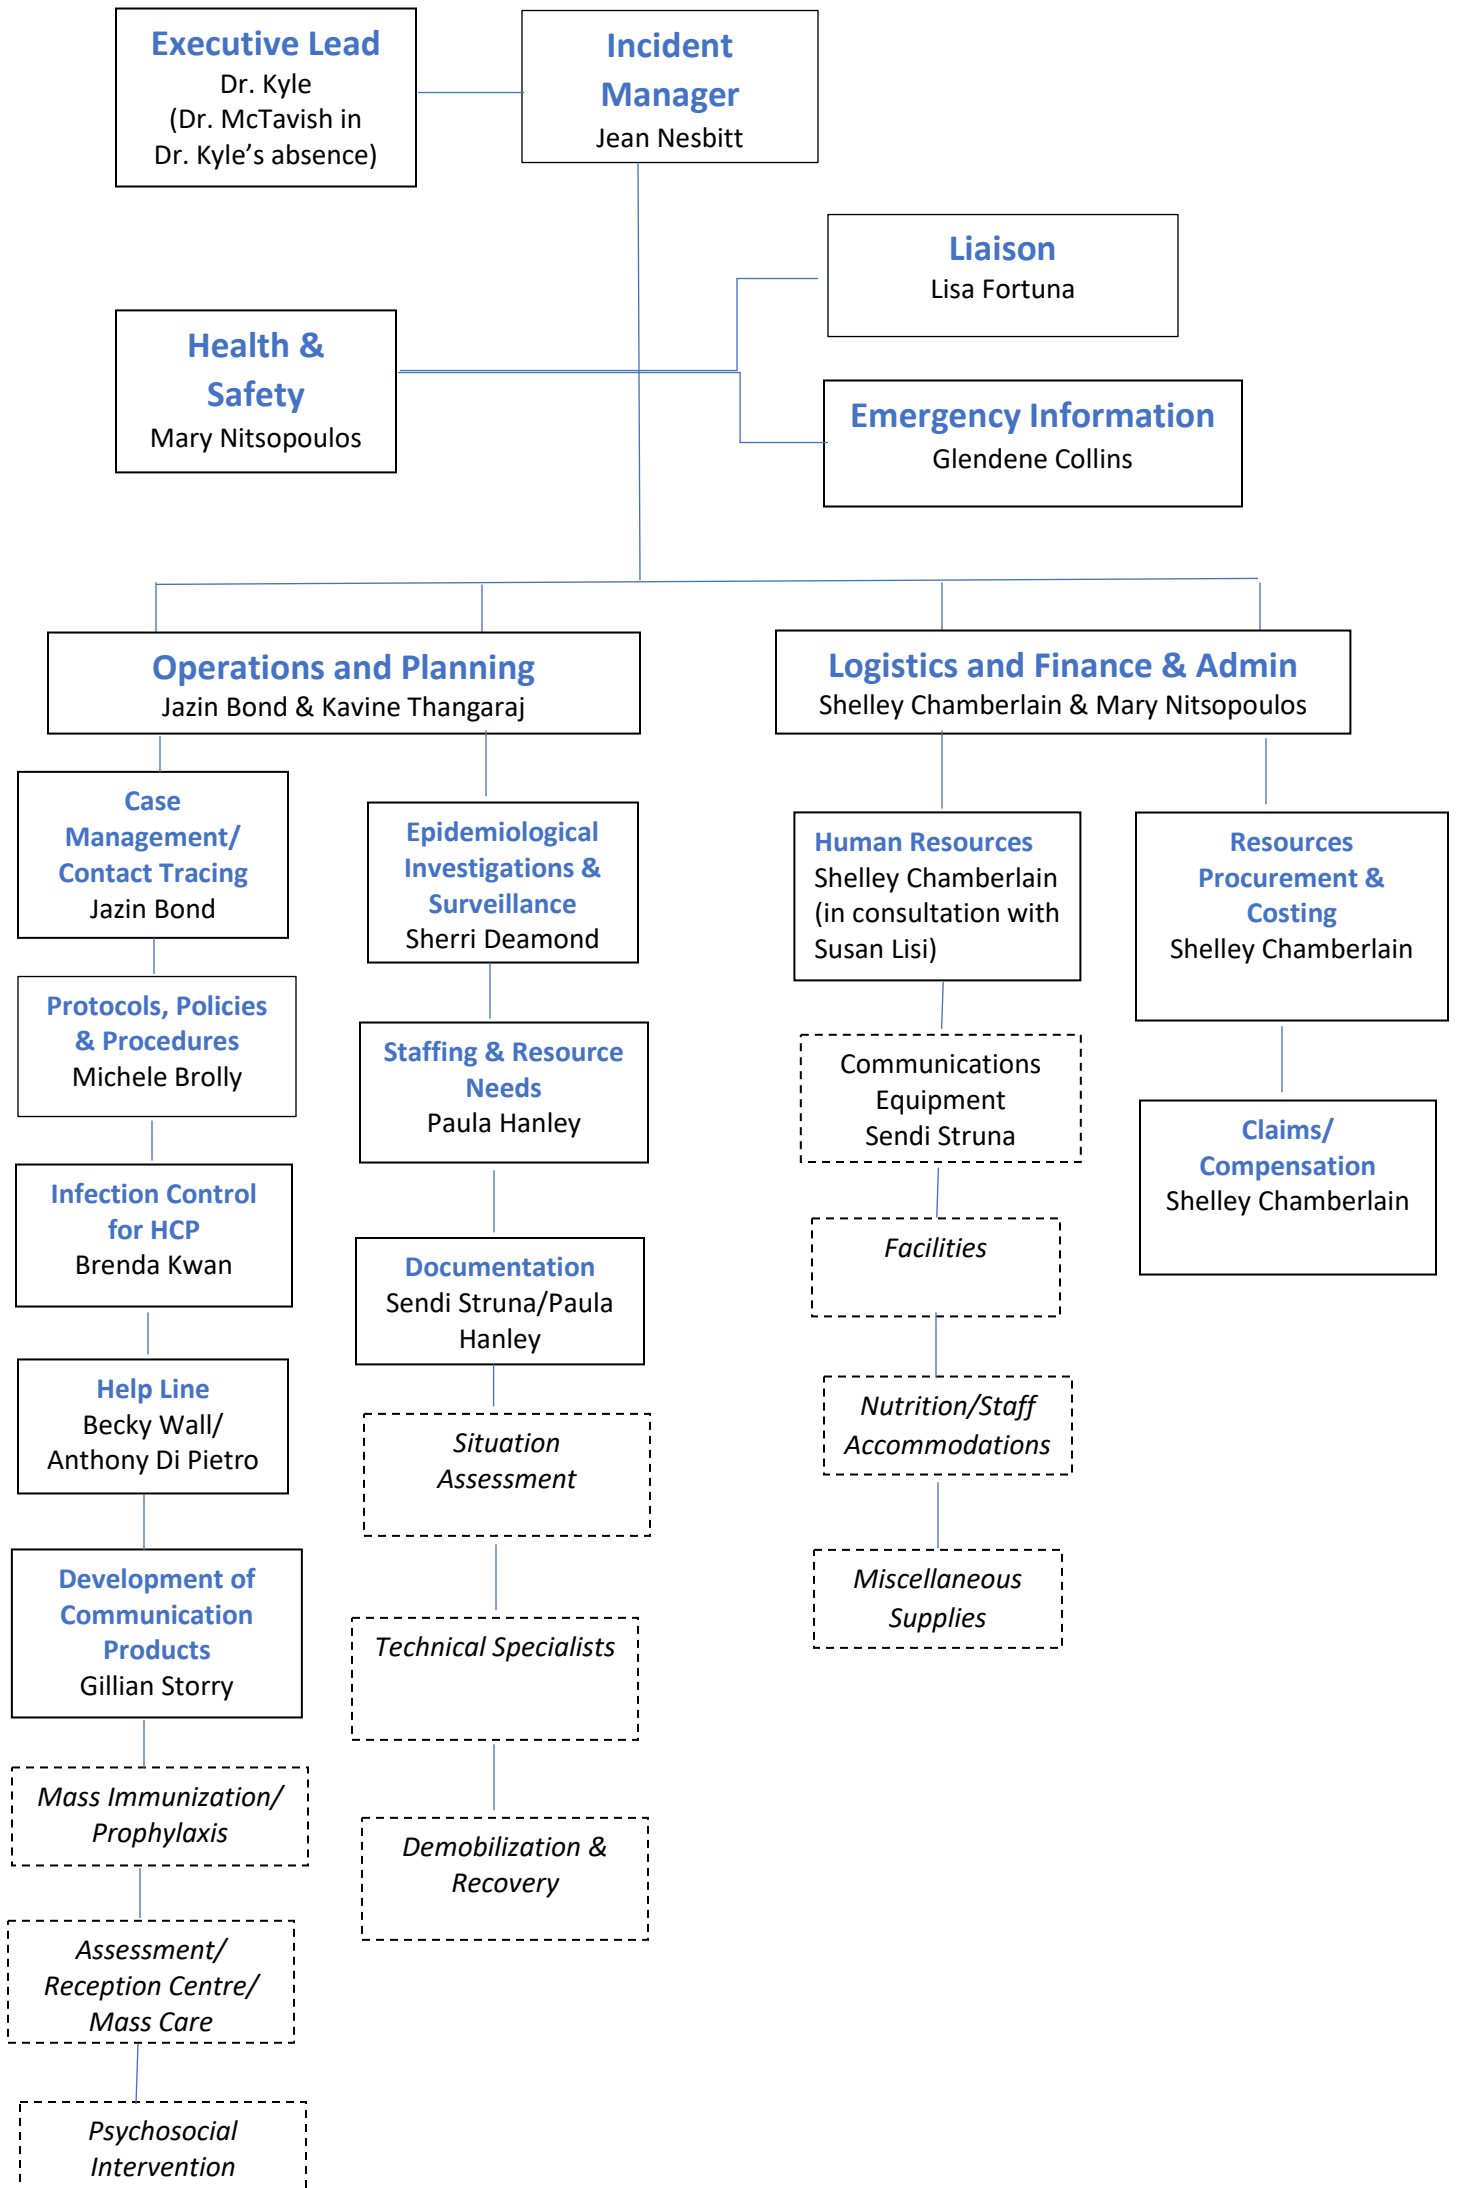 Executive Lead
Dr. Kyle
(Dr. McTavish in
Dr. Kyle’s absence)
Incident
Manager
Jean Nesbitt
Liaison
Lisa Fortuna
Health &
Safety
Mary Nitsopoulos
Emergency Information
Glendene Collins
Operations and Planning
Jazin Bond & Kavine Thangaraj
Logistics and Finance & Admin
Shelley Chamberlain & Mary Nitsopoulos
Case
Management/
Contact Tracing
Jazin Bond
Protocols, Policies
& Procedures
Michele Brolly
Infection Control
for HCP
Brenda Kwan
Help Line
Becky Wall/
Anthony Di Pietro
Development of
Communication
Products
Gillian Storry
Mass Immunization/
Prophylaxis
Assessment/
Reception Centre/
Mass Care
Psychosocial
Intervention
Epidemiological
Investigations &
Surveillance
Sherri Deamond
Staffing & Resource
Needs
Paula Hanley
Documentation
Sendi Struna/Paula
Hanley
Situation
Assessment
Technical Specialists
Demobilization &
Recovery
Human Resources
Shelley Chamberlain
(in consultation with
Susan Lisi)
Communications
Equipment
Sendi Struna
Facilities
Nutrition/Staff
Accommodations
Miscellaneous
Supplies
Resources
Procurement &
Costing
Shelley Chamberlain
Claims/
Compensation
Shelley Chamberlain